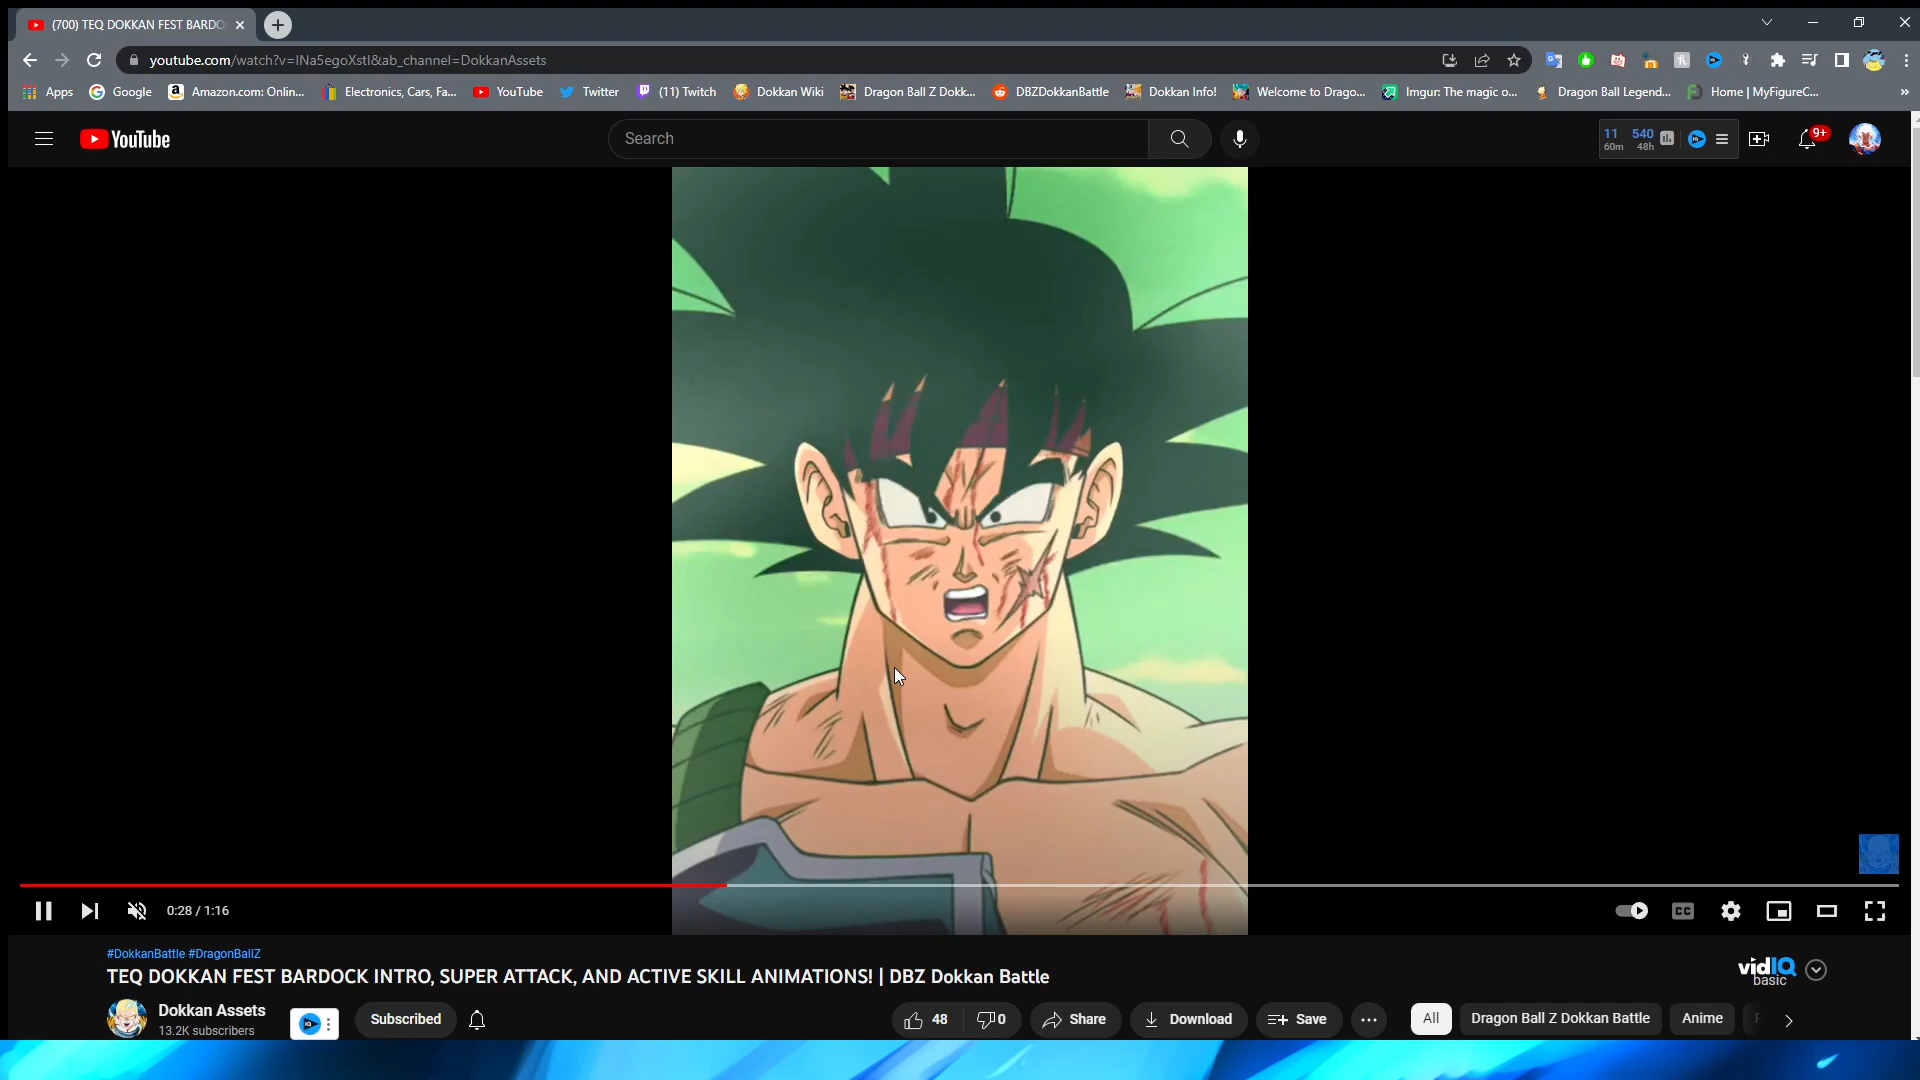 (700) TEQ DOKKAN FEST BARDO
youtube.com/watch?v=INa5egoXstI&ab_channel=DokkanAssets
Apps
Google
Amazon.com: Onlin...
Electronics, Cars, Fa...
YouTube
Twitter
(11) Twitch
Dokkan Wiki
Dragon Ball Z Dokk...
DBZDokkanBattle
Dokkan Info!
Welcome to Drago...
Imgur: The magic o...
Dragon Ball Legend...
Home | MyFigureC...
YouTube
Search
11
60m
540
48h
9+
0:28 / 1:16
CC
#DokkanBattle #DragonBallZ
TEQ DOKKAN FEST BARDOCK INTRO, SUPER ATTACK, AND ACTIVE SKILL ANIMATIONS! | DBZ Dokkan Battle
vidIQ
basic
Dokkan Assets
13.2K subscribers
Subscribed
48
0
Share
Download
Save
All
Dragon Ball Z Dokkan Battle
Anime